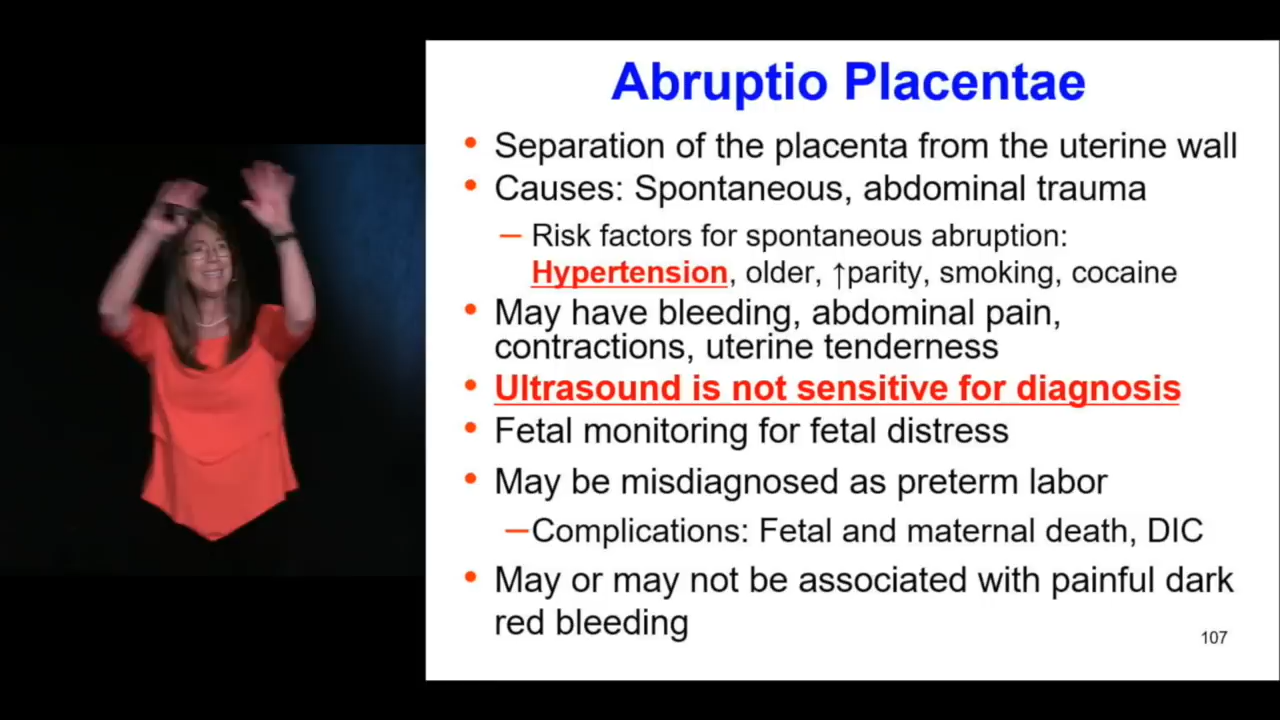 Abruptio Placentae
• Separation of the placenta from the uterine wall
• Causes: Spontaneous, abdominal trauma
– Risk factors for spontaneous abruption:
Hypertension, older, ↑parity, smoking, cocaine
• May have bleeding, abdominal pain,
contractions, uterine tenderness
• Ultrasound is not sensitive for diagnosis
• Fetal monitoring for fetal distress
• May be misdiagnosed as preterm labor
–Complications: Fetal and maternal death, DIC
• May or may not be associated with painful dark
red bleeding
107